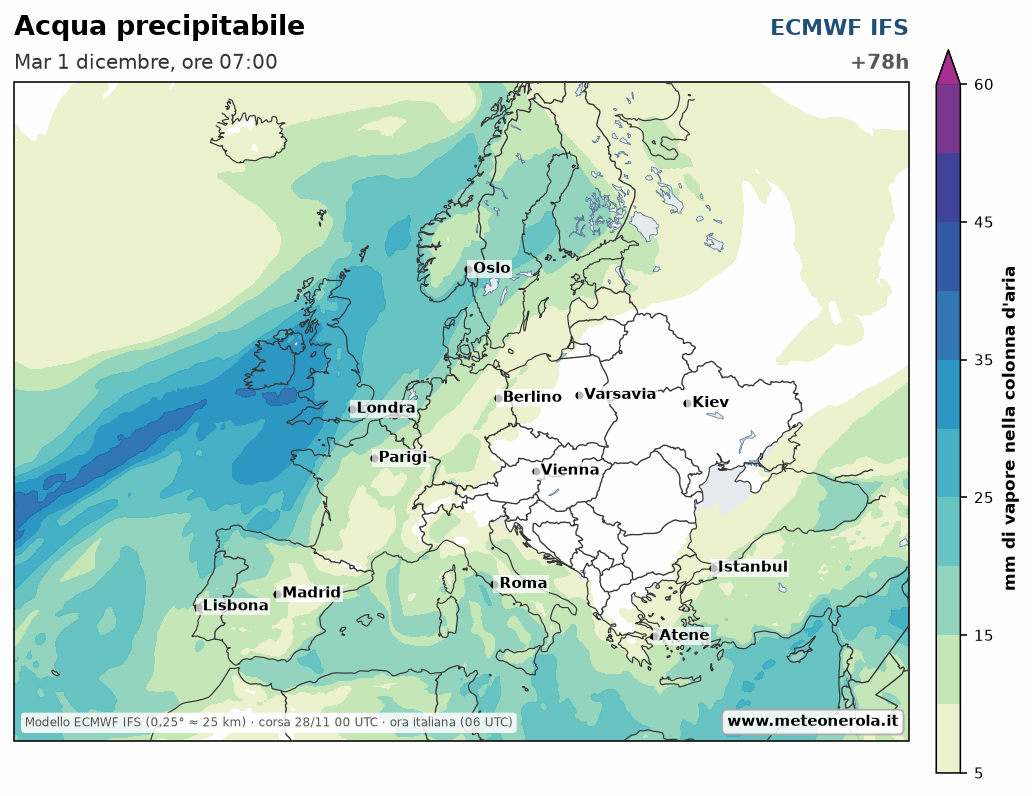 Acqua precipitabile
ECMWF IFS
Mar 1 dicembre, ore 07:00
+78h
60
45
35
25
15
5
mm di vapore nella colonna d'aria
Oslo
Berlino
Varsavia
Kiev
Londra
Parigi
Vienna
Istanbul
Roma
Madrid
Lisbona
Atene
Modello ECMWF IFS (0,25° ≈ 25 km) · corsa 28/11 00 UTC · ora italiana (06 UTC)
www.meteonerola.it